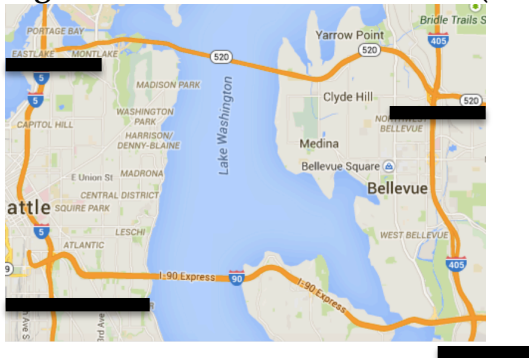 Bridle Trails S
PORTAGE BAY
Yarrow Point
405
EASTLAKE
MONTLAKE
520
520
5
MADISON PARK
5
Clyde Hill
520
WASHINGTON
PARK
Lake Washington
CAPITOL HILL
BELLEVUE
HARRISON/
DENNY-BLAINE
Medina
Bellevue Square
E Union St
MADRONA
Bellevue
CENTRAL DISTRICT
attle
SQUIRE PARK
5
LESCHI
WEST BELLEVUE
ATLANTIC
405
9
I-90 Express
90
I-90 Express